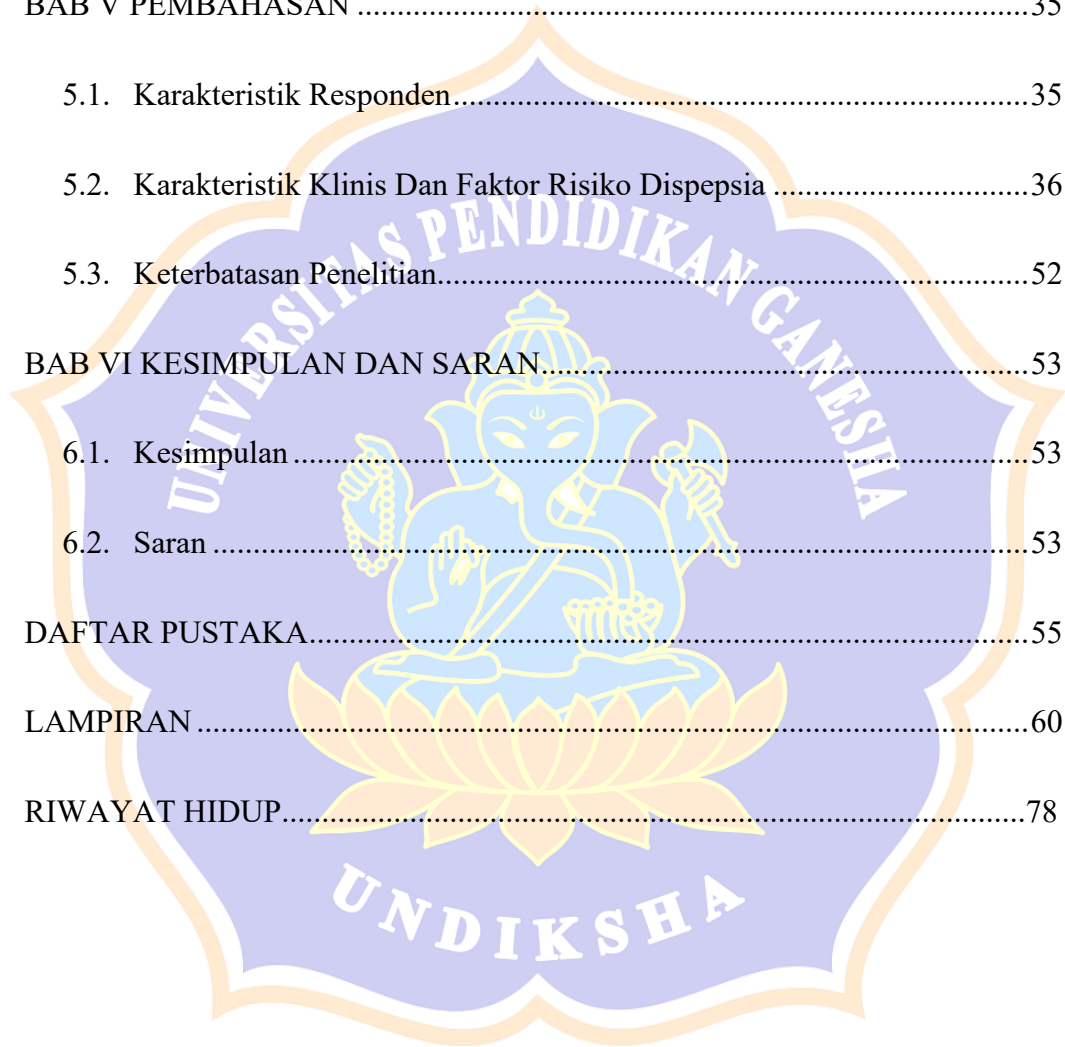 BAB V PEMBAHASAN ................................................................................35
5.1. Karakteristik Responden......................................................................35
5.2. Karakteristik Klinis Dan Faktor Risiko Dispepsia ..............................36
5.3. Keterbatasan Penelitian.......................................................................52
BAB VI KESIMPULAN DAN SARAN..........................................................53
6.1. Kesimpulan .........................................................................................53
6.2. Saran ...................................................................................................53
DAFTAR PUSTAKA......................................................................................55
LAMPIRAN ...................................................................................................60
RIWAYAT HIDUP.........................................................................................78
UNIVERSITAS PENDIDIKAN GANESHA
UNDIKSHA